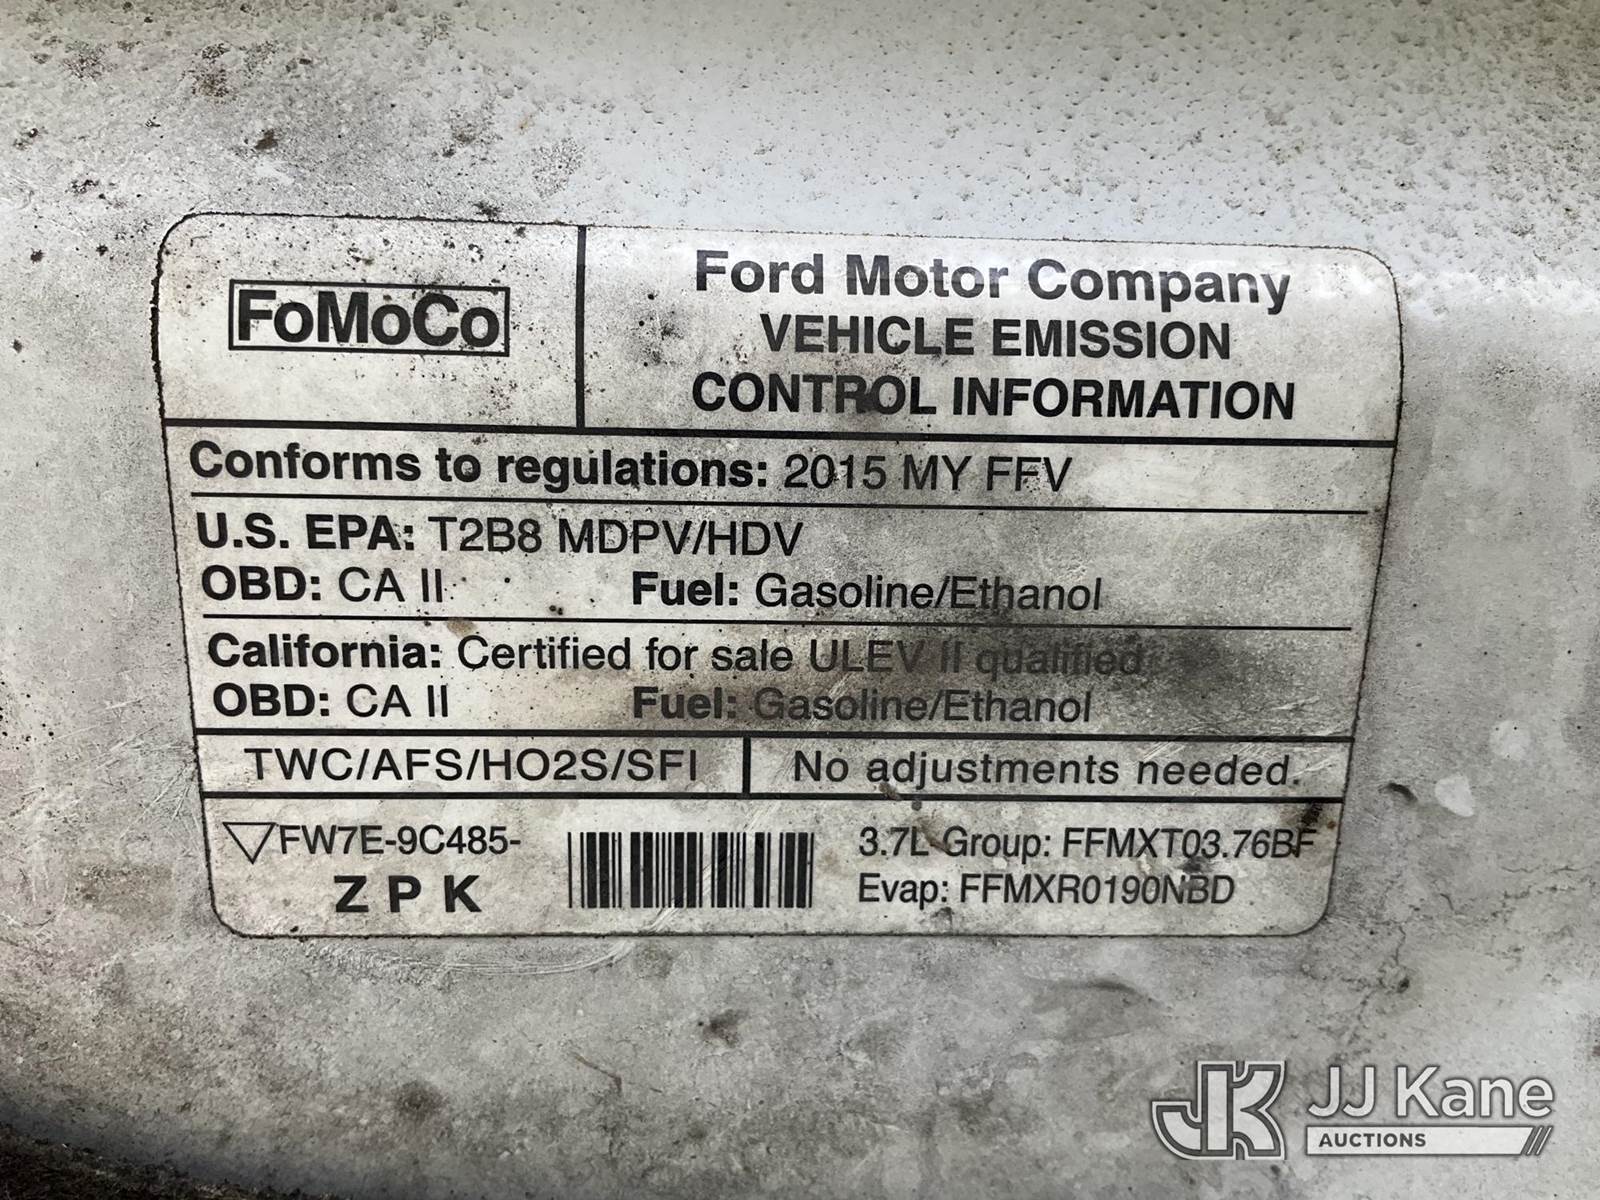 FoMoCo
Ford Motor Company
VEHICLE EMISSION
CONTROL INFORMATION
Conforms to regulations: 2015 MY FFV
U.S. EPA: T2B8 MDPV/HDV
OBD: CA II Fuel: Gasoline/Ethanol
California: Certified for sale ULEV II qualified
OBD: CA II Fuel: Gasoline/Ethanol
TWC/AFS/HO2S/SFI
No adjustments needed.
FW7E-9C485-
ZPK
3.7L Group: FFMXT03.76BF
Evap: FFMXR0190NBD
JK JJ Kane
AUCTIONS